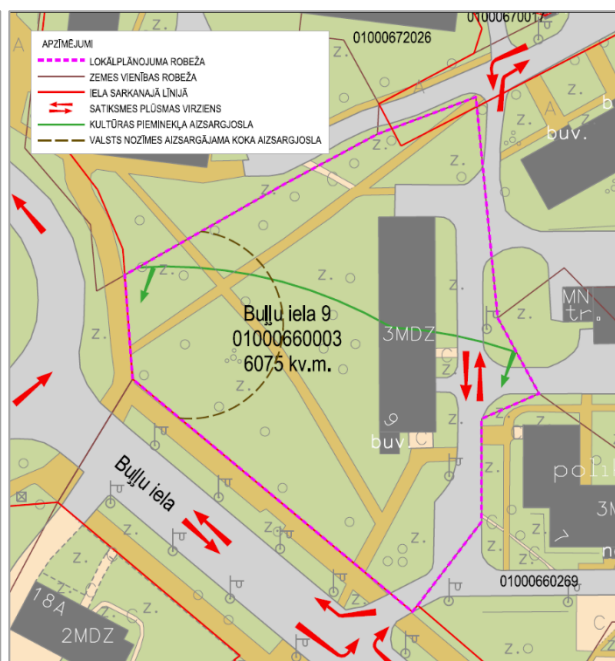 01000670017
01000672026
APZĪMĒJUMI
LOKĀLPLĀNOJUMA ROBEŽA
ZEMES VIENĪBAS ROBEŽA
IELA SARKANAJĀ LĪNIJĀ
SATIKSMES PLŪSMAS VIRZIENS
KULTŪRAS PIEMINEKĻA AIZSARGJOSLA
VALSTS NOZĪMES AIZSARGĀJAMA KOKA AIZSARGJOSLA
A
A
A
buv.
z.
z.
z.
z.
z.
z.
z.
MN
tr.
Buļļu iela 9
01000660003
6075 kv.m.
3MDZ
C
9
buv.
C
z.
z.
z.
z.
poli
3M
7
C
Buļļu iela
z.
z.
z.
01000660269
18A
2MDZ
z.
z.
C